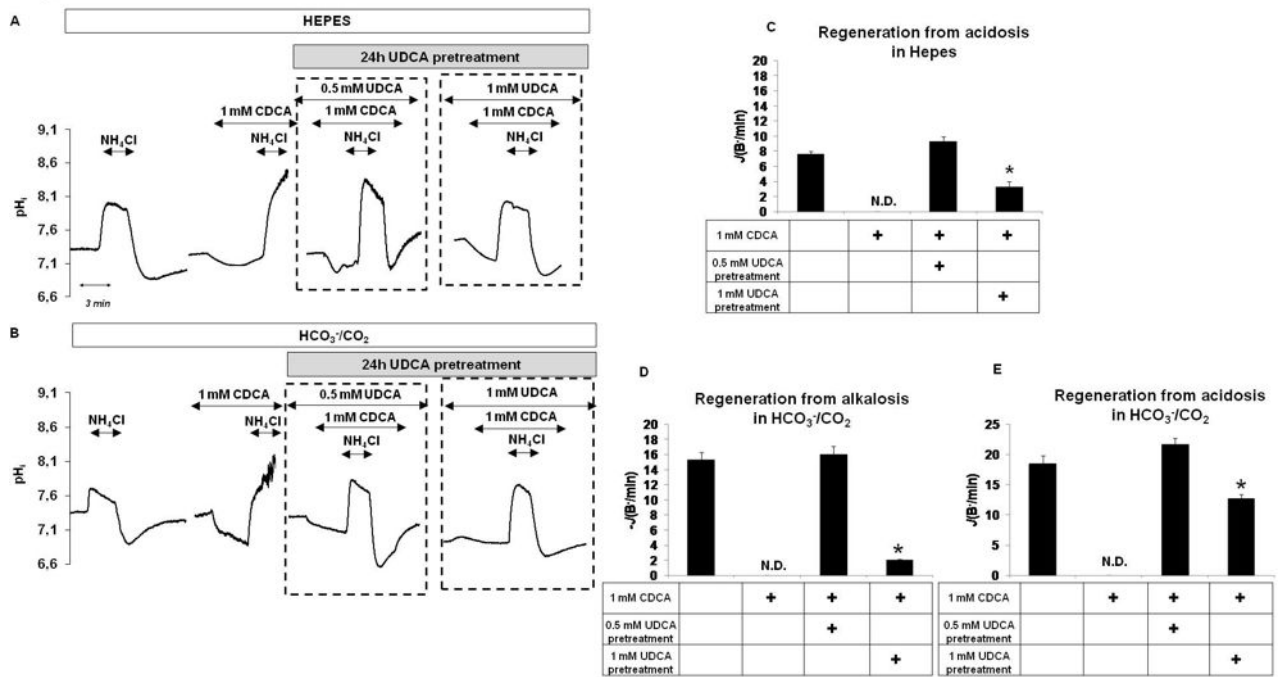 A
HEPES
24h UDCA pretreatment
0.5 mM UDCA
1 mM UDCA
1 mM CDCA
1 mM CDCA
1 mM CDCA
NH₄Cl
NH₄Cl
NH₄Cl
NH₄Cl
pHᵢ
9.1
8.6
8.1
7.6
7.1
6.6
3 min
B
HCO₃⁻/CO₂
24h UDCA pretreatment
1 mM CDCA
0.5 mM UDCA
1 mM UDCA
1 mM CDCA
1 mM CDCA
NH₄Cl
NH₄Cl
NH₄Cl
NH₄Cl
pHᵢ
9.1
8.6
8.1
7.6
7.1
6.6
C
Regeneration from acidosis
in Hepes
J(B⁻/min)
20
18
16
14
12
10
8
6
4
2
0
N.D.
*
1 mM CDCA + + +
0.5 mM UDCA
pretreatment +
1 mM UDCA
pretreatment +
D
Regeneration from alkalosis
in HCO₃⁻/CO₂
-J(B⁻/min)
20
18
16
14
12
10
8
6
4
2
0
N.D.
*
1 mM CDCA + + +
0.5 mM UDCA
pretreatment +
1 mM UDCA
pretreatment +
E
Regeneration from acidosis
in HCO₃⁻/CO₂
J(B⁻/min)
25
20
15
10
5
0
N.D.
*
1 mM CDCA + + +
0.5 mM UDCA
pretreatment +
1 mM UDCA
pretreatment +